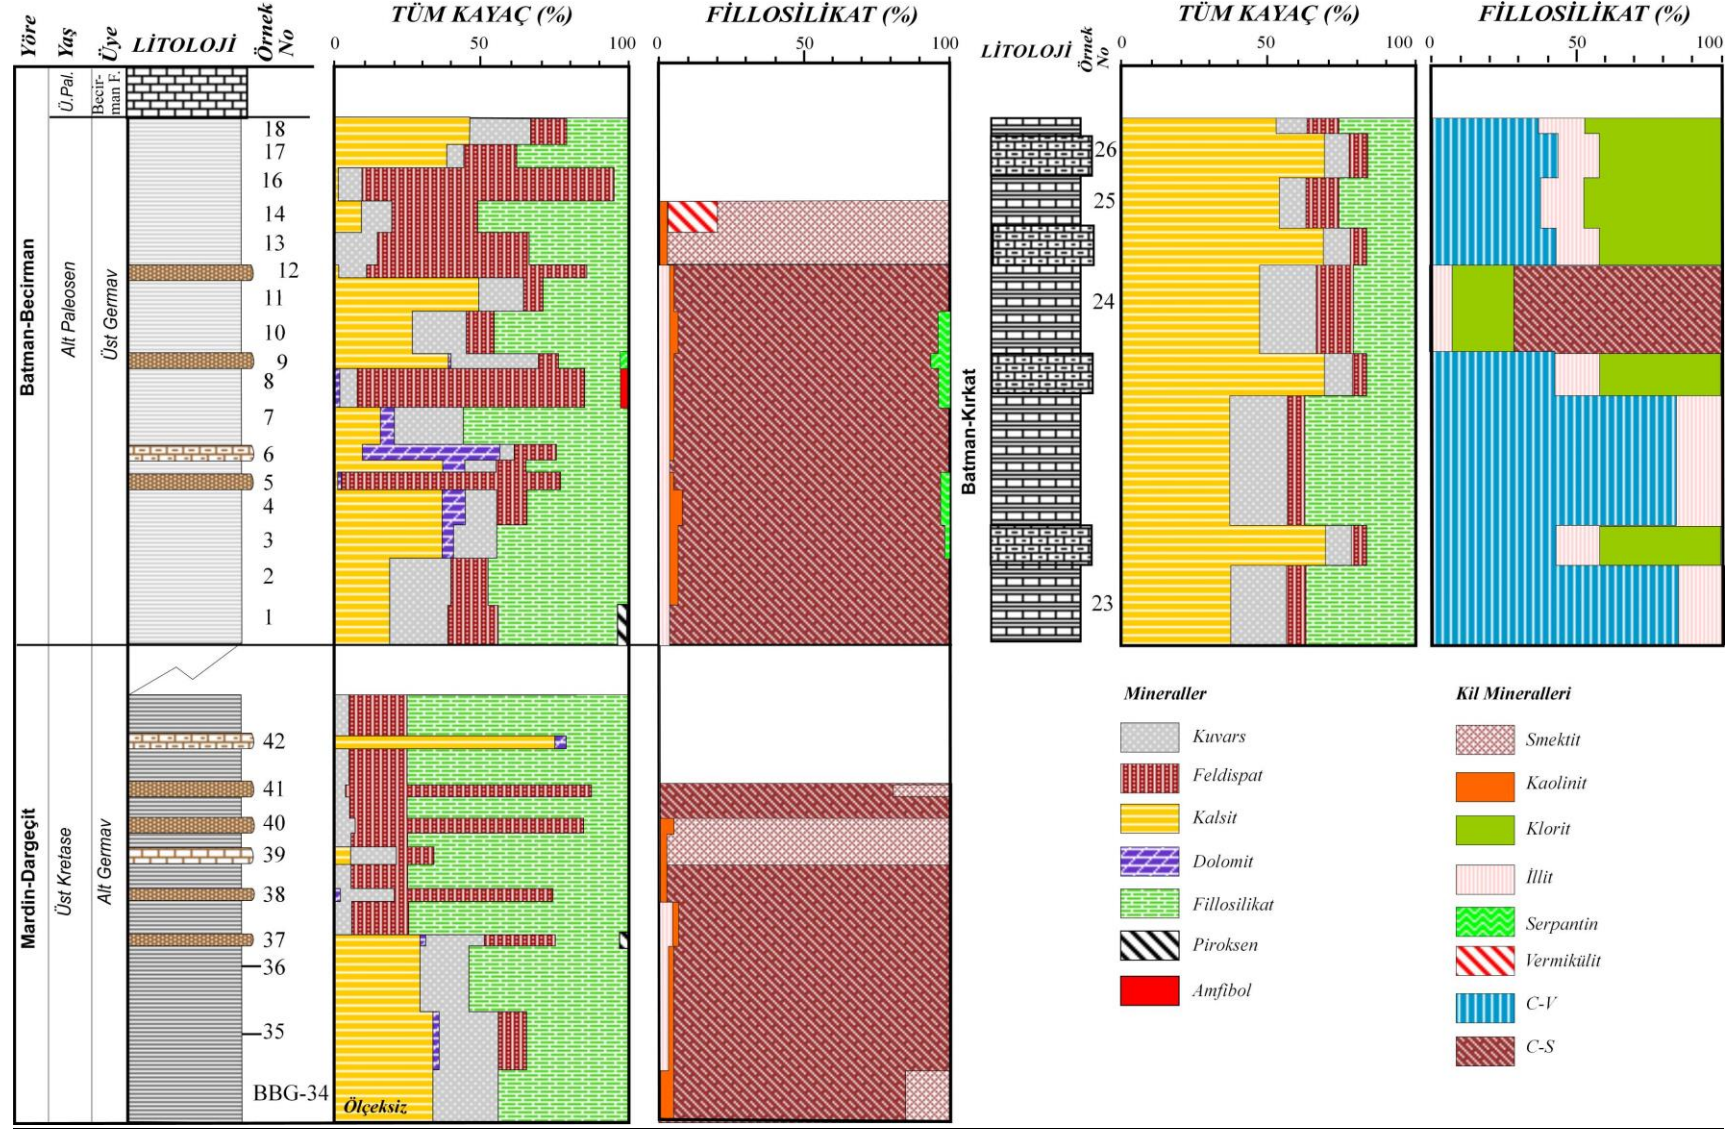 Yöre
Yaş
Üye
LİTOLOJİ
Örnek No
TÜM KAYAÇ (%)
0 50 100
FİLLOSİLİKAT (%)
0 50 100
LİTOLOJİ
Örnek No
TÜM KAYAÇ (%)
0 50 100
FİLLOSİLİKAT (%)
0 50 100
Batman-Becirman
Ü.Pal.
Becir-
man F.
Alt Paleosen
Üst Germav
18
17
16
14
13
12
11
10
9
8
7
6
5
4
3
2
1
Mardin-Dargeçit
Üst Kretase
Alt Germav
42
41
40
39
38
37
36
35
BBG-34
Ölçeksiz
Batman-Kırkat
26
25
24
23
Mineraller
Kuvars
Feldispat
Kalsit
Dolomit
Fillosilikat
Piroksen
Amfibol
Kil Mineralleri
Smektit
Kaolinit
Klorit
İllit
Serpantin
Vermikülit
C-V
C-S